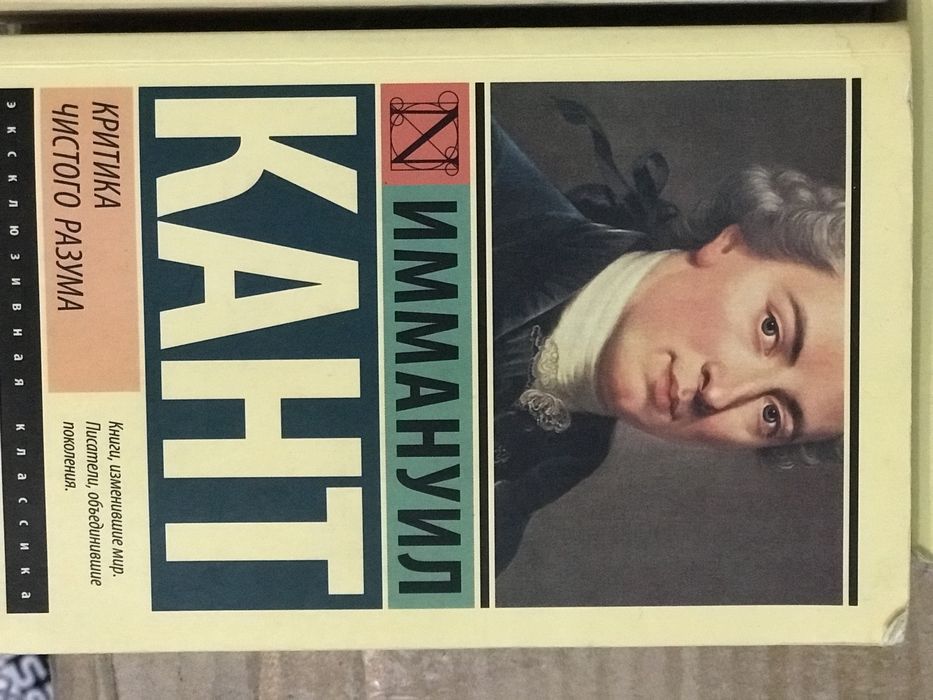 ИММАНУИЛ
КАНТ
КРИТИКА
ЧИСТОГО РАЗУМА
Книги, изменившие мир.
Писатели, объединившие
поколения.
эксклюзивная классика